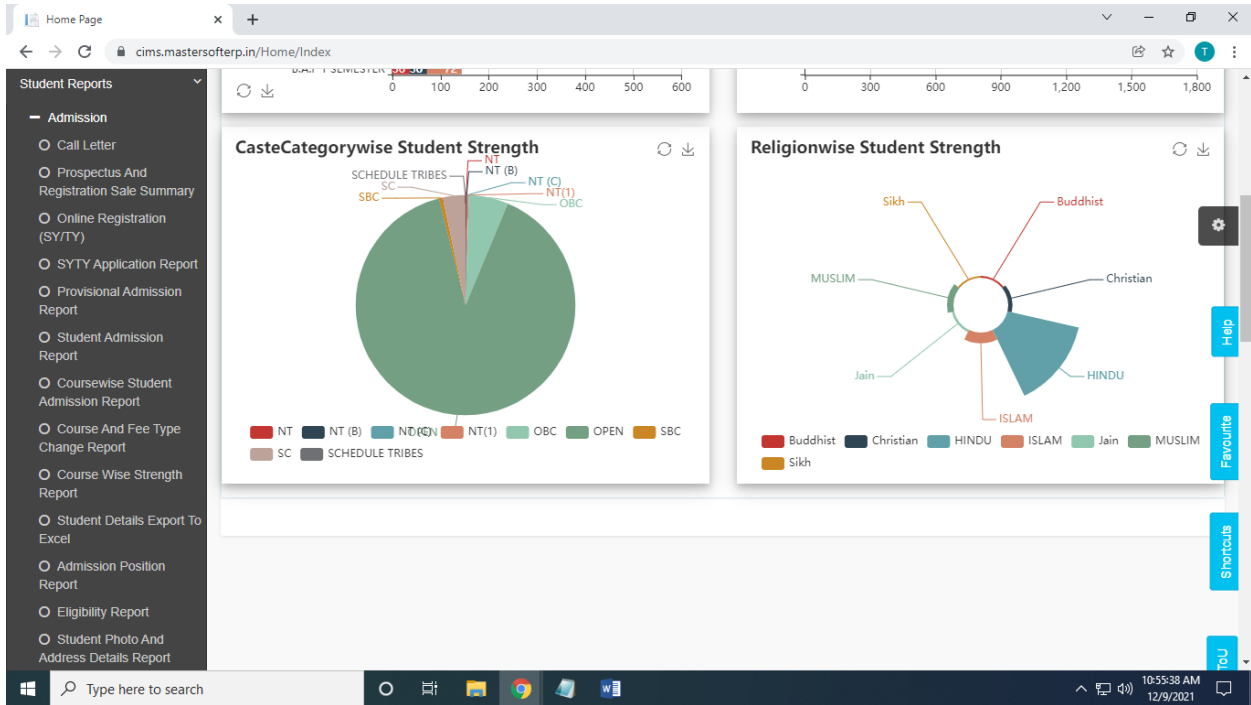 Home Page
cims.mastersofterp.in/Home/Index
T
Student Reports
Admission
Call Letter
Prospectus And
Registration Sale Summary
Online Registration
(SY/TY)
SYTY Application Report
Provisional Admission
Report
Student Admission
Report
Coursewise Student
Admission Report
Course And Fee Type
Change Report
Course Wise Strength
Report
Student Details Export To
Excel
Admission Position
Report
Eligibility Report
Student Photo And
Address Details Report
0 100 200 300 400 500 600
0 300 600 900 1,200 1,500 1,800
CasteCategorywise Student Strength
NT
NT (B)
NT (C)
NT(1)
OBC
SCHEDULE TRIBES
SC
SBC
OPEN
NT NT (B) NT (C) NT(1) OBC OPEN SBC
SC SCHEDULE TRIBES
Religionwise Student Strength
Sikh
Buddhist
MUSLIM
Christian
Jain
HINDU
ISLAM
Buddhist Christian HINDU ISLAM Jain MUSLIM
Sikh
Help
Favourite
Shortcuts
ToU
Type here to search
10:55:38 AM
12/9/2021